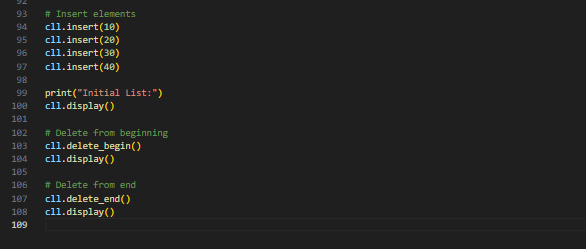 92
93 # Insert elements
94 cll.insert(10)
95 cll.insert(20)
96 cll.insert(30)
97 cll.insert(40)
98
99 print("Initial List:")
100 cll.display()
101
102 # Delete from beginning
103 cll.delete_begin()
104 cll.display()
105
106 # Delete from end
107 cll.delete_end()
108 cll.display()
109